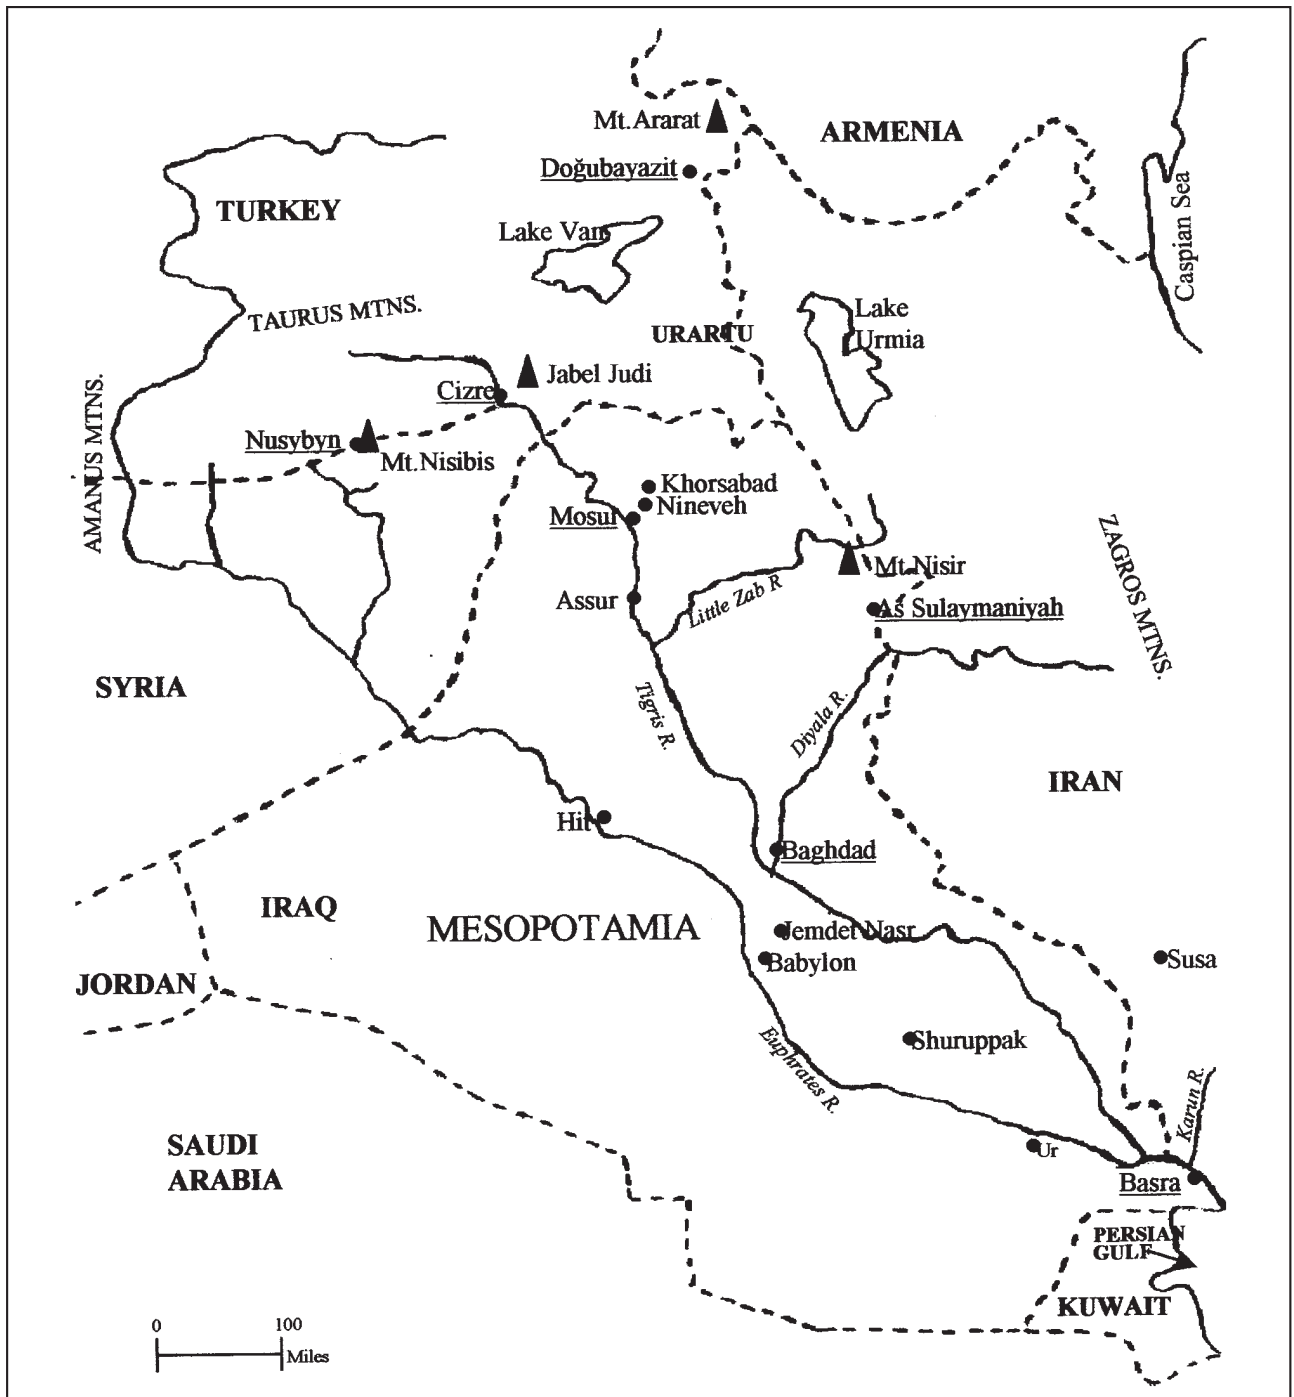 Mt.Ararat
ARMENIA
Doğubayazit
TURKEY
Lake Van
Caspian Sea
TAURUS MTNS.
Lake
Urmia
URARTU
Jabel Judi
Cizre
AMANUS MTNS.
Nusybyn
Mt.Nisibis
Khorsabad
Nineveh
Mosul
ZAGROS MTNS.
Mt.Nisir
Little Zab R
Assur
As Sulaymaniyah
SYRIA
Tigris R.
Diyala R.
IRAN
Hit
Baghdad
IRAQ
MESOPOTAMIA
Jemdet Nasr
Babylon
Susa
JORDAN
Shuruppak
Euphrates R.
Karun R.
SAUDI
ARABIA
Ur
Basra
PERSIAN
GULF
KUWAIT
0 100
Miles